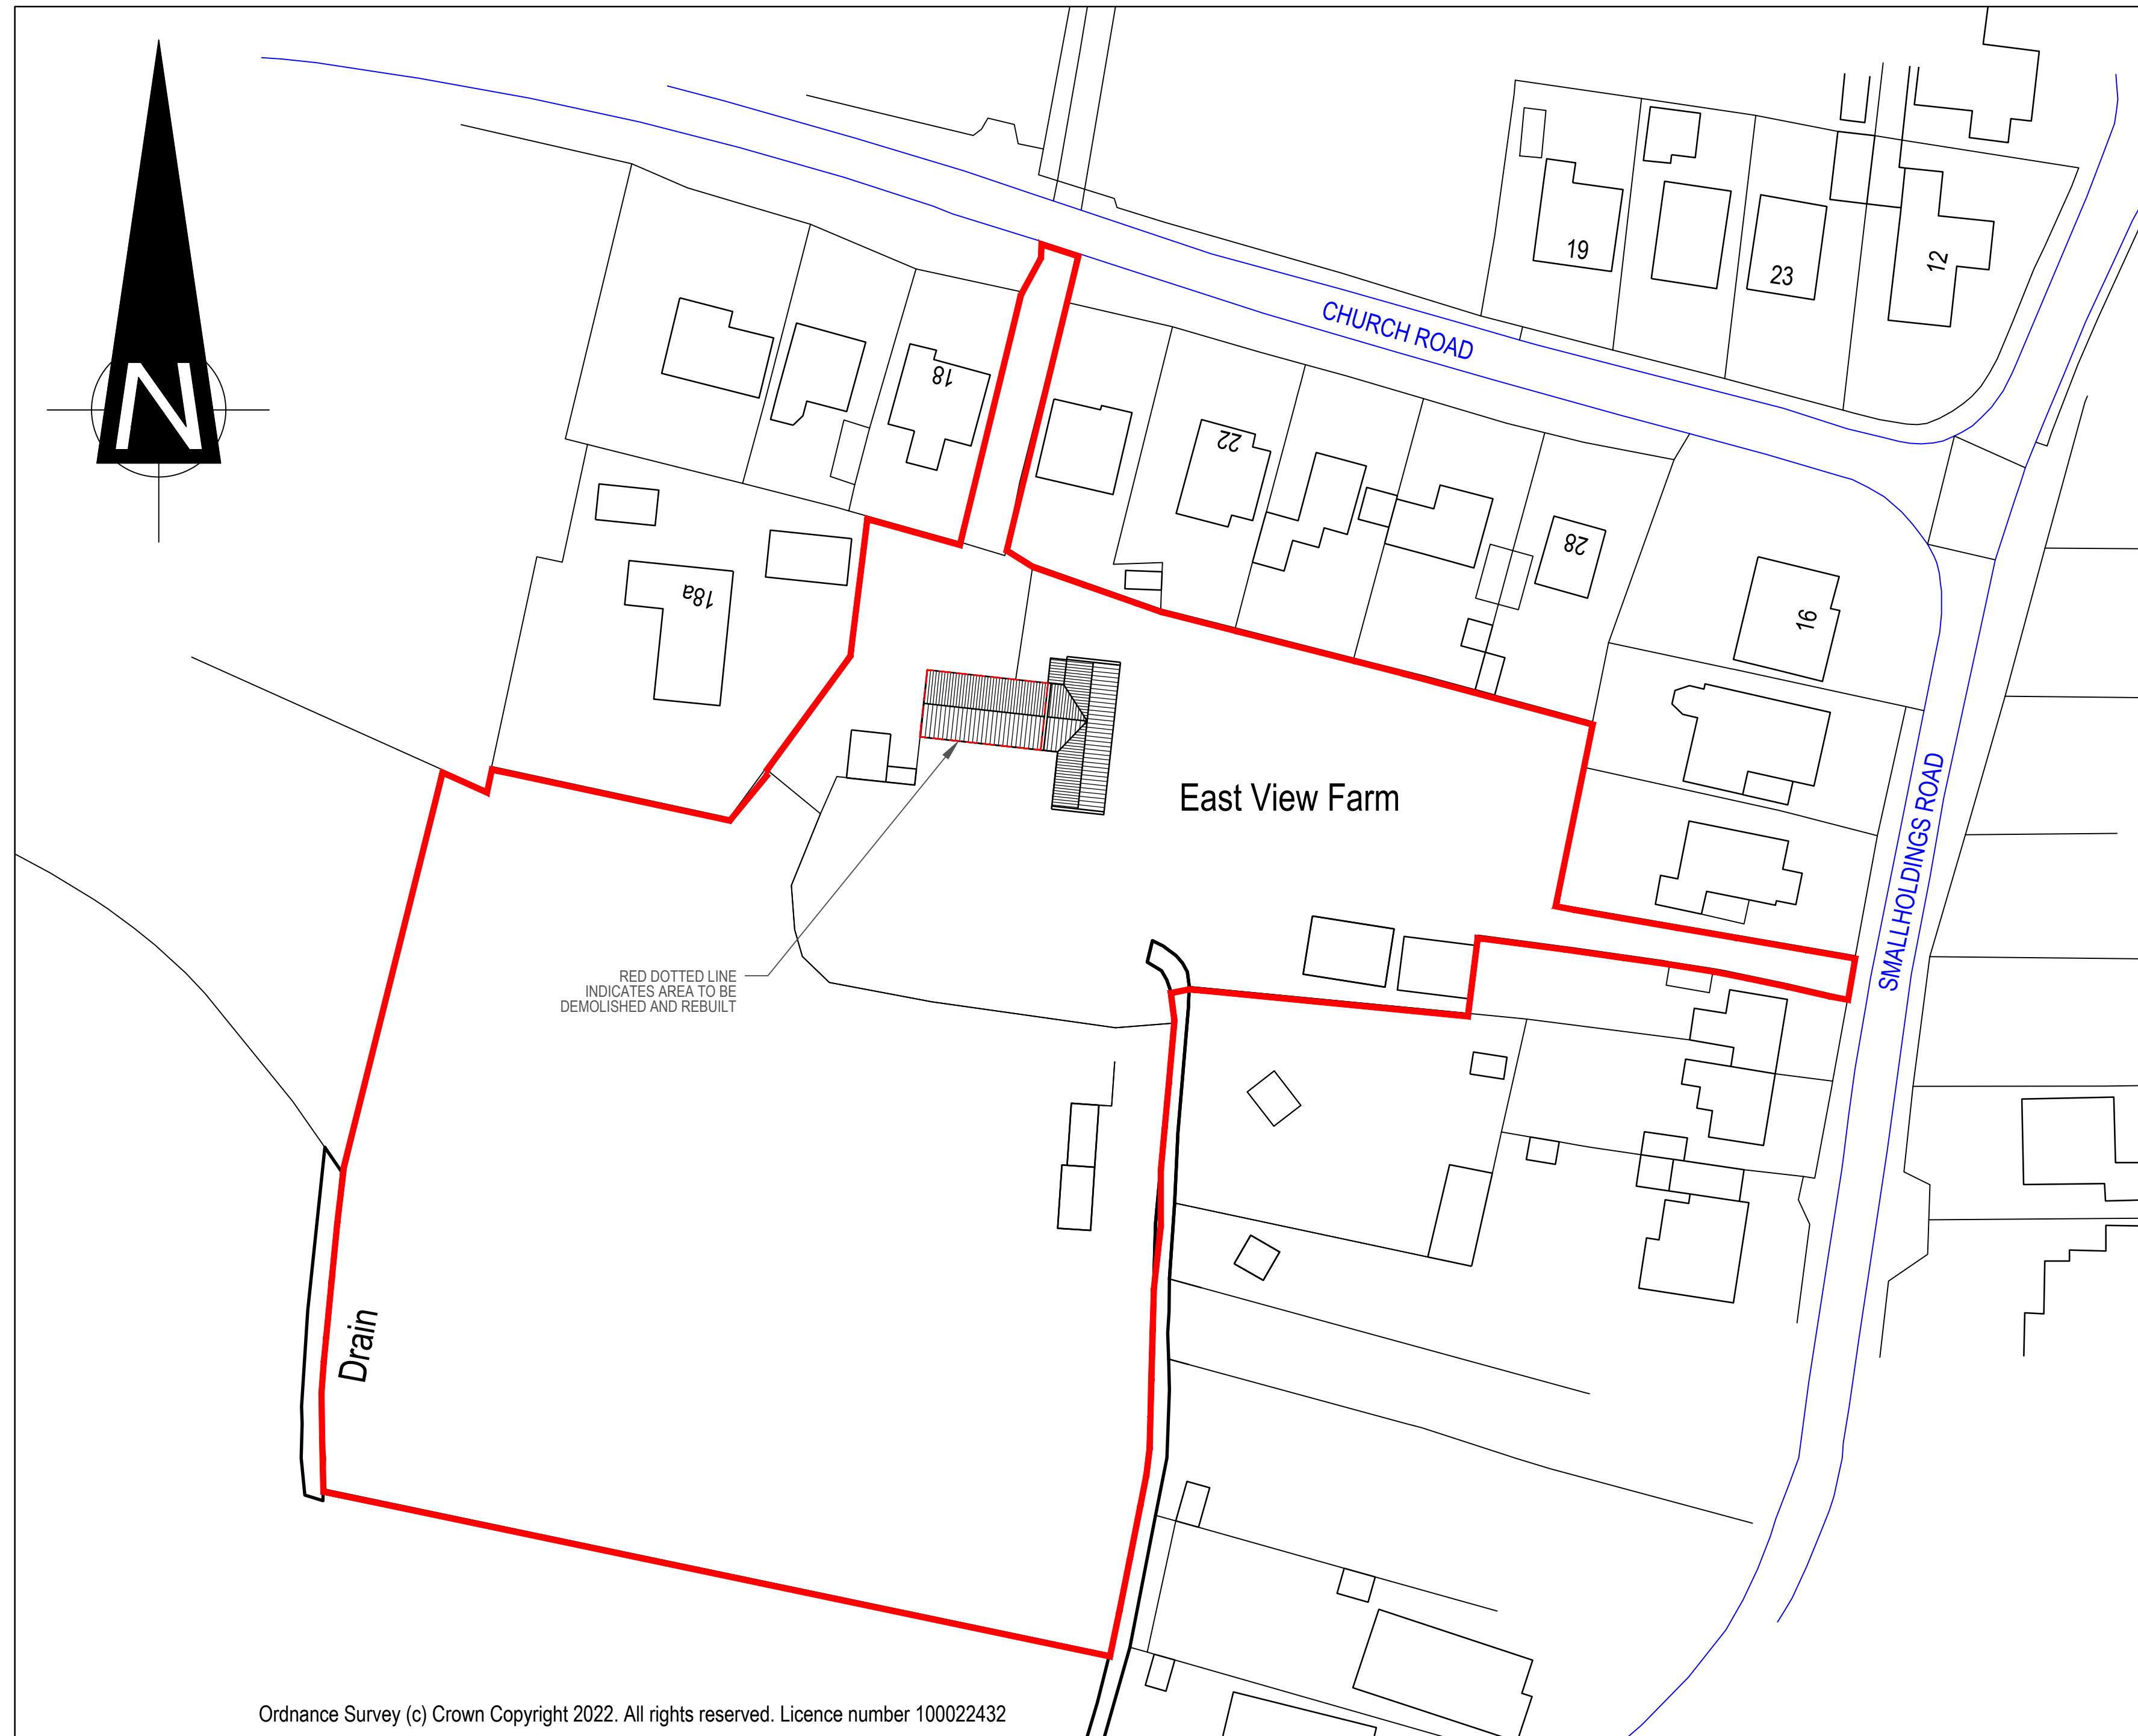 N
19
23
12
CHURCH ROAD
18
22
28
18a
16
East View Farm
SMALLHOLDINGS ROAD
RED DOTTED LINE
INDICATES AREA TO BE
DEMOLISHED AND REBUILT
Drain
Ordnance Survey (c) Crown Copyright 2022. All rights reserved. Licence number 100022432